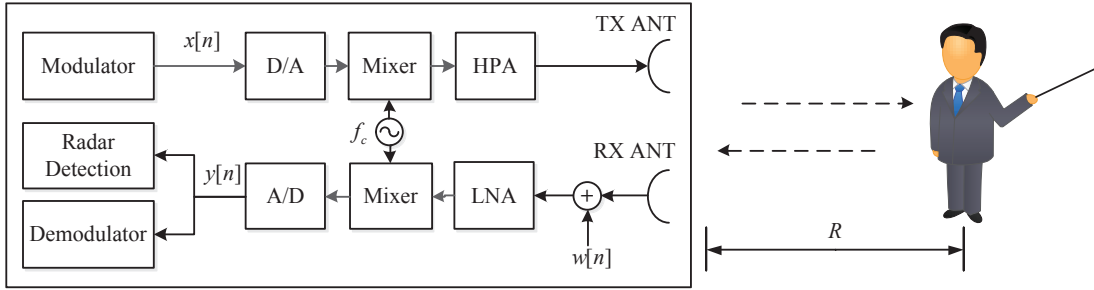 TX ANT
x[n]
Modulator
D/A
Mixer
HPA
f_c
Radar
Detection
RX ANT
y[n]
A/D
Mixer
LNA
+
Demodulator
w[n]
R